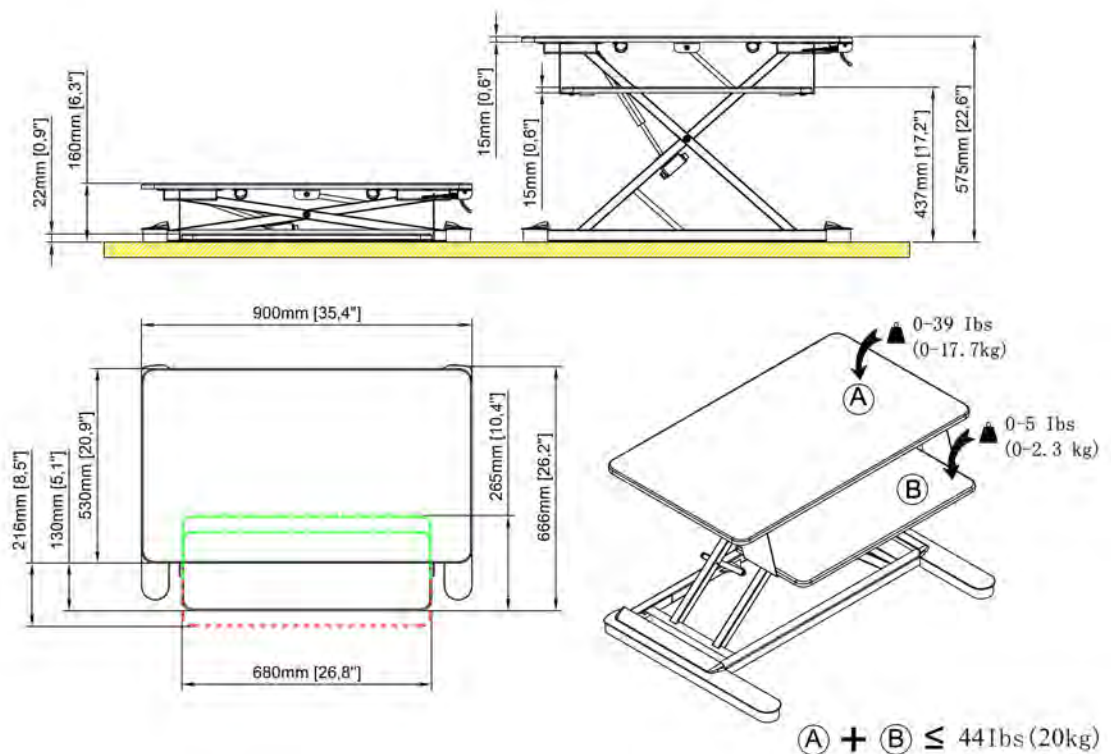 160mm [6,3"]
22mm [0,9"]
15mm [0,6"]
15mm [0,6"]
437mm [17,2"]
575mm [22,6"]
900mm [35,4"]
216mm [8,5"]
130mm [5,1"]
530mm [20,9"]
265mm [10,4"]
666mm [26,2"]
680mm [26,8"]
0-39 Ibs
(0-17.7kg)
A
0-5 Ibs
(0-2.3 kg)
B
A + B ≤ 44Ibs(20kg)